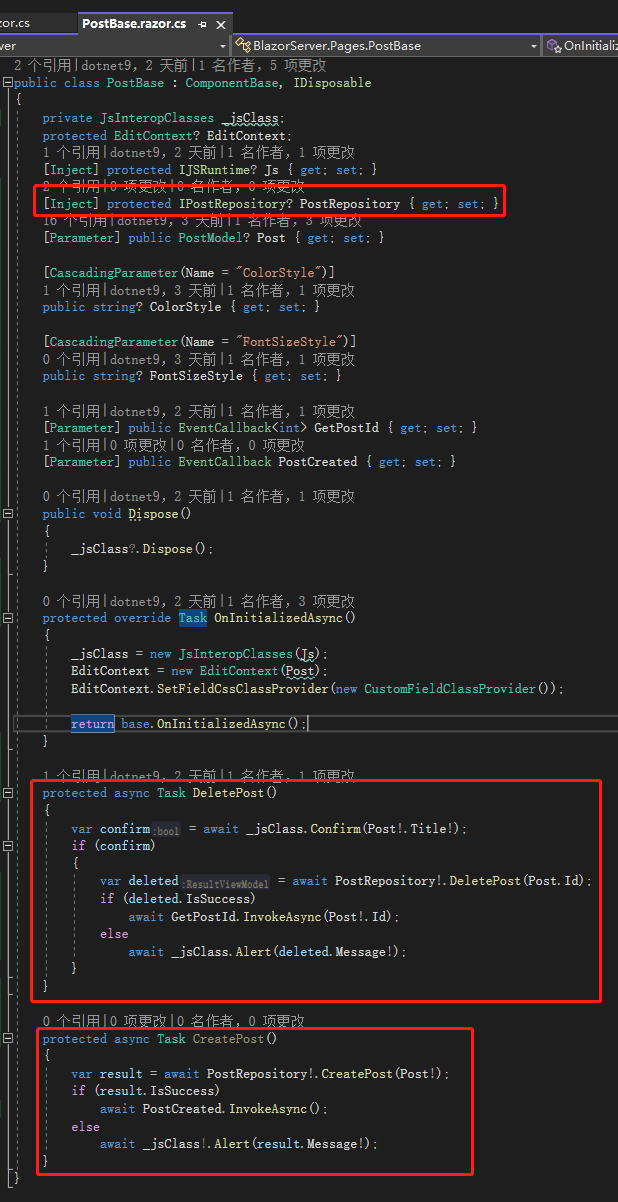 zor.cs
PostBase.razor.cs
ver
BlazorServer.Pages.PostBase
OnInitializ
2 个引用|dotnet9，2 天前|1 名作者，5 项更改
public class PostBase : ComponentBase, IDisposable
{
private JsInteropClasses _jsClass;
protected EditContext? EditContext;
1 个引用|dotnet9，2 天前|1 名作者，1 项更改
[Inject] protected IJSRuntime? Js { get; set; }
2 个引用|0 项更改|0 名作者，0 项更改
[Inject] protected IPostRepository? PostRepository { get; set; }
16 个引用|dotnet9，3 天前|1 名作者，3 项更改
[Parameter] public PostModel? Post { get; set; }
[CascadingParameter(Name = "ColorStyle")]
1 个引用|dotnet9，3 天前|1 名作者，1 项更改
public string? ColorStyle { get; set; }
[CascadingParameter(Name = "FontSizeStyle")]
0 个引用|dotnet9，3 天前|1 名作者，1 项更改
public string? FontSizeStyle { get; set; }
1 个引用|dotnet9，2 天前|1 名作者，1 项更改
[Parameter] public EventCallback<int> GetPostId { get; set; }
1 个引用|0 项更改|0 名作者，0 项更改
[Parameter] public EventCallback PostCreated { get; set; }
0 个引用|dotnet9，2 天前|1 名作者，1 项更改
public void Dispose()
{
_jsClass?.Dispose();
}
0 个引用|dotnet9，2 天前|1 名作者，3 项更改
protected override Task OnInitializedAsync()
{
_jsClass = new JsInteropClasses(Js);
EditContext = new EditContext(Post);
EditContext.SetFieldCssClassProvider(new CustomFieldClassProvider());
return base.OnInitializedAsync();
}
1 个引用|dotnet9，2 天前|1 名作者，1 项更改
protected async Task DeletePost()
{
var confirm:bool = await _jsClass.Confirm(Post!.Title!);
if (confirm)
{
var deleted:ResultViewModel = await PostRepository!.DeletePost(Post.Id);
if (deleted.IsSuccess)
await GetPostId.InvokeAsync(Post!.Id);
else
await _jsClass.Alert(deleted.Message!);
}
}
0 个引用|0 项更改|0 名作者，0 项更改
protected async Task CreatePost()
{
var result = await PostRepository!.CreatePost(Post!);
if (result.IsSuccess)
await PostCreated.InvokeAsync();
else
await _jsClass!.Alert(result.Message!);
}
}